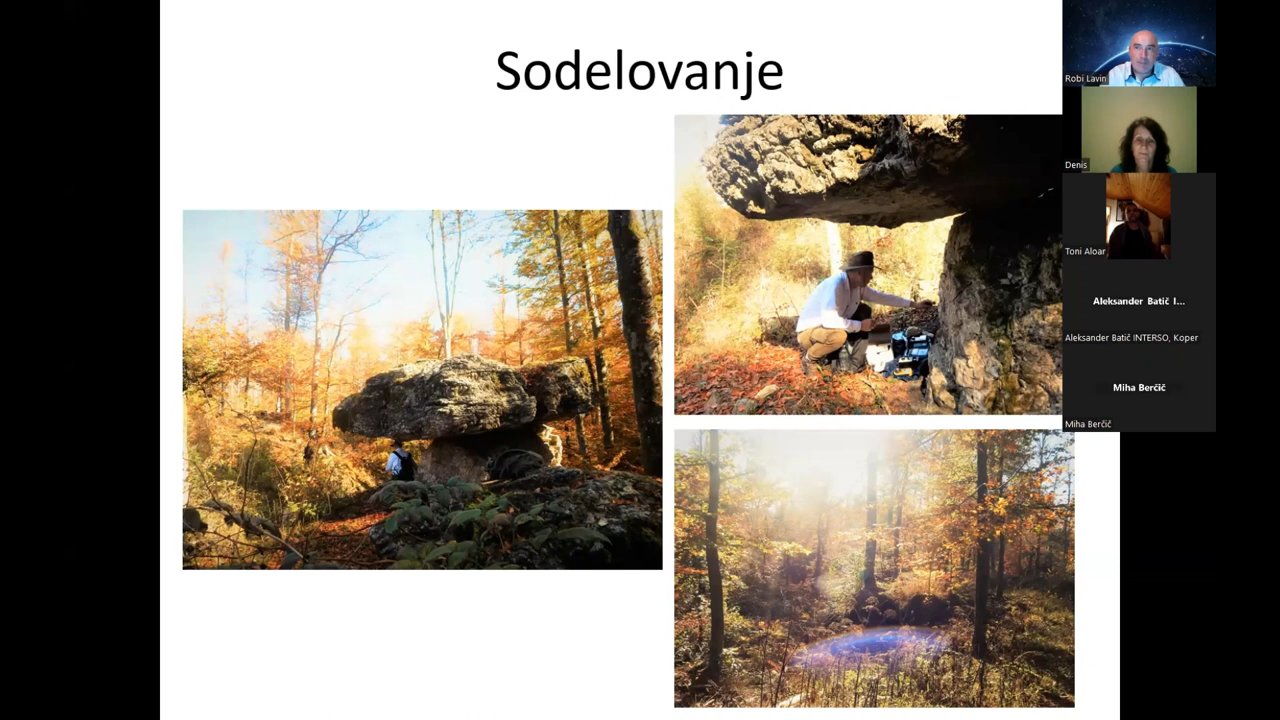 Sodelovanje
Robi Lavin
Denis
Toni Aloar
Aleksander Batič I...
Aleksander Batič INTERSO, Koper
Miha Berčič
Miha Berčič